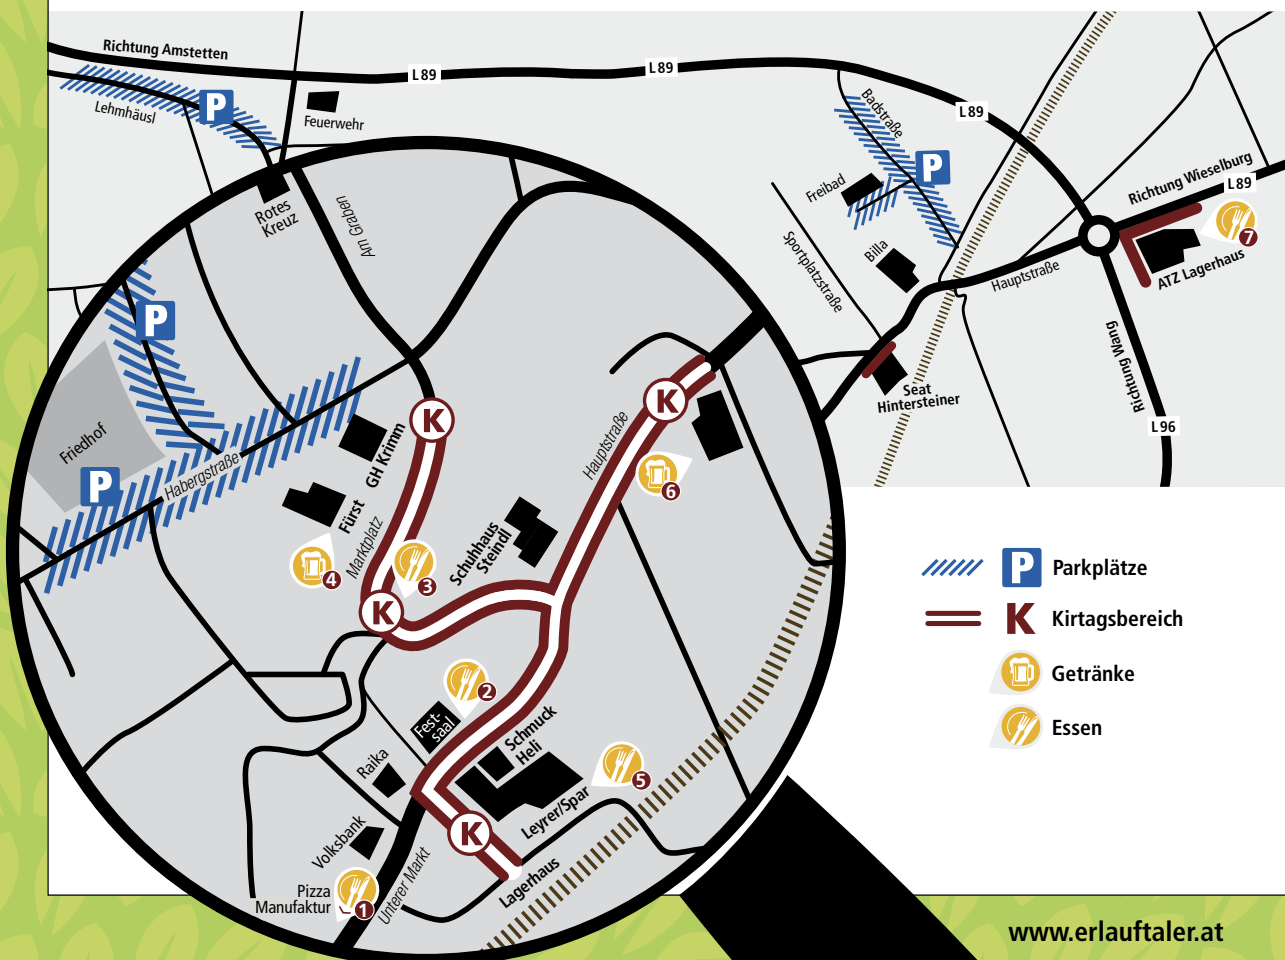 Richtung Amstetten
L89
L89
L89
Lehmhäusl
P
Feuerwehr
Badstraße
P
Freibad
Richtung Wieselburg
L89
7
ATZ Lagerhaus
Rotes
Kreuz
Am Graben
Sportplatzstraße
Billa
Hauptstraße
Richtung Wang
L96
Seat
Hintersteiner
P
Friedhof
P
Habergstraße
GH Krimm
K
Fürst
Marktplatz
4
3
K
Schuhhaus
Steindl
Hauptstraße
K
6
2
Fest-
saal
Schmuck
Heli
Raika
5
Leyrer/Spar
K
Volksbank
Lagerhaus
Pizza
Manufaktur
1
Unterer Markt
P
Parkplätze
K
Kirtagsbereich
Getränke
Essen
www.erlauftaler.at